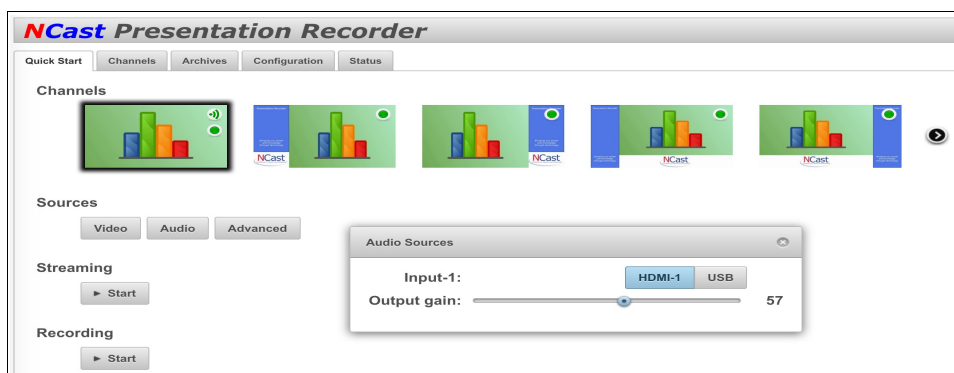 NCast Presentation Recorder
Quick Start Channels Archives Configuration Status
Channels
NCast NCast NCast NCast
Sources
Video Audio Advanced
Audio Sources
Input-1: HDMI-1 USB
Output gain: 57
Streaming
Start
Recording
Start